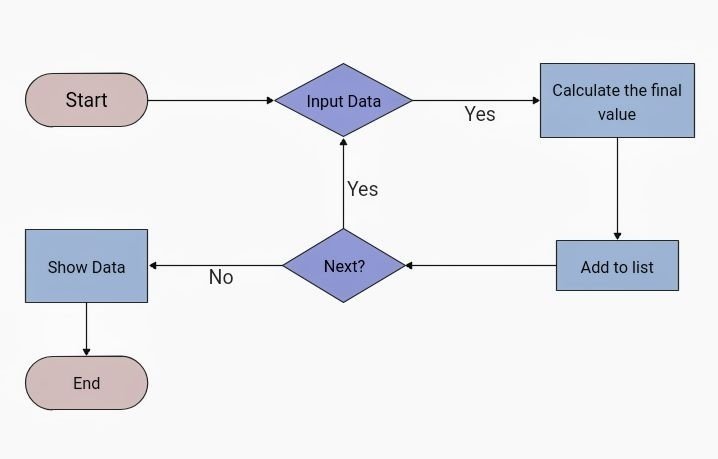 Start
Input Data
Yes
Calculate the final
value
Yes
Show Data
No
Next?
Add to list
End